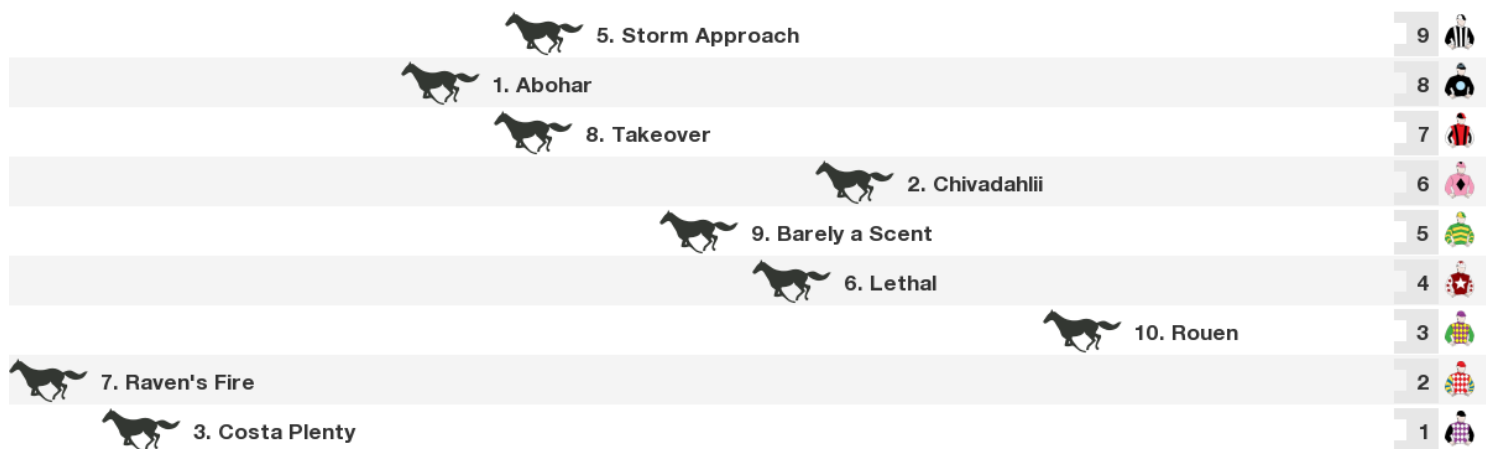 5. Storm Approach 9
1. Abohar 8
8. Takeover 7
2. Chivadahlii 6
9. Barely a Scent 5
6. Lethal 4
10. Rouen 3
7. Raven's Fire 2
3. Costa Plenty 1